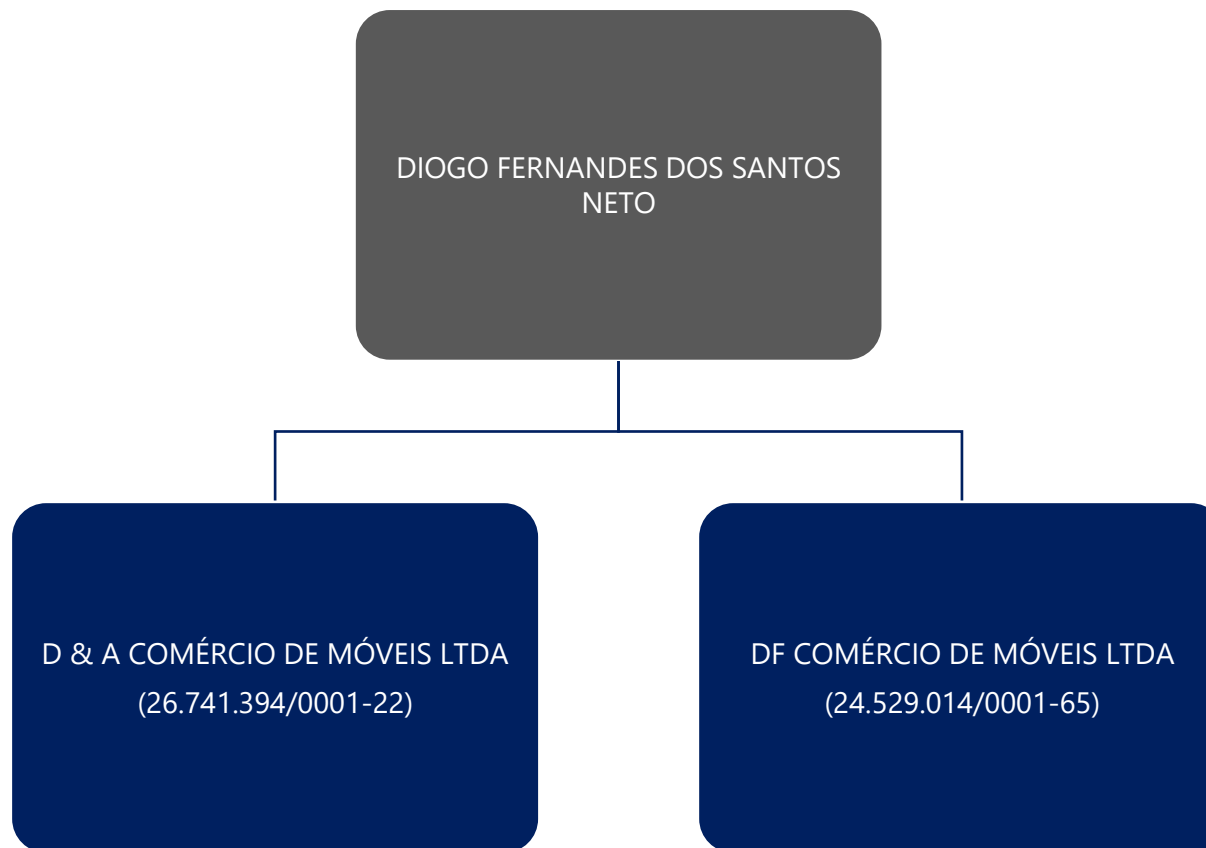 DIOGO FERNANDES DOS SANTOS
NETO
D & A COMÉRCIO DE MÓVEIS LTDA
(26.741.394/0001-22)
DF COMÉRCIO DE MÓVEIS LTDA
(24.529.014/0001-65)